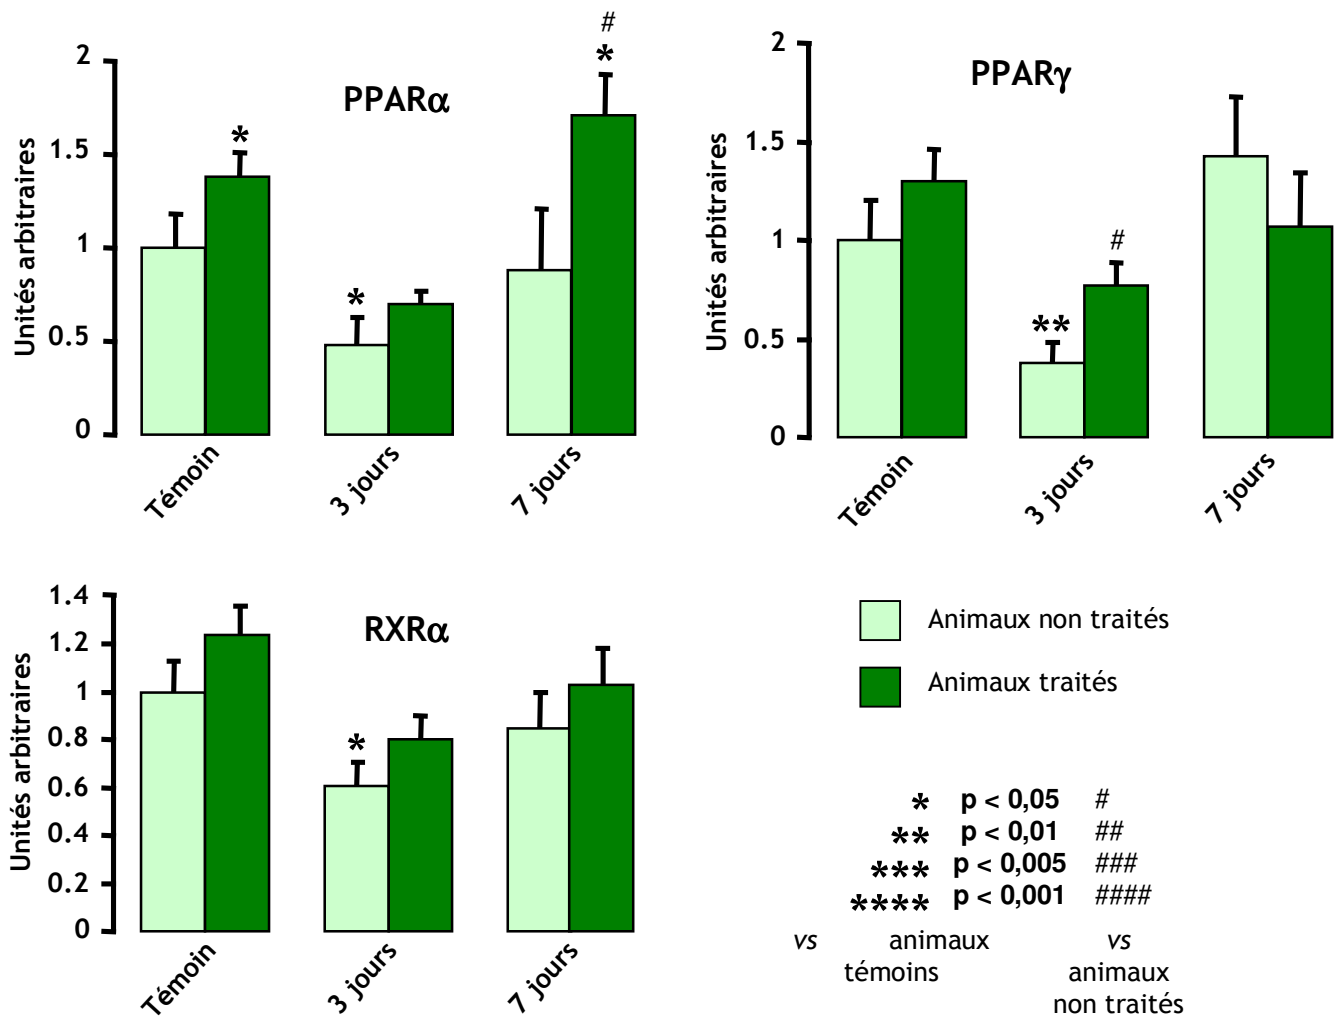 PPARα
Unités arbitraires
2
1.5
1
0.5
0
*
*
#
*
Témoin
3 jours
7 jours
PPARγ
Unités arbitraires
2
1.5
1
0.5
0
**
#
Témoin
3 jours
7 jours
RXRα
Unités arbitraires
1.4
1.2
1
0.8
0.6
0.4
0.2
0
*
Témoin
3 jours
7 jours
Animaux non traités
Animaux traités
* p < 0,05 #
** p < 0,01 ##
*** p < 0,005 ###
**** p < 0,001 ####
vs animaux vs
témoins animaux
non traités